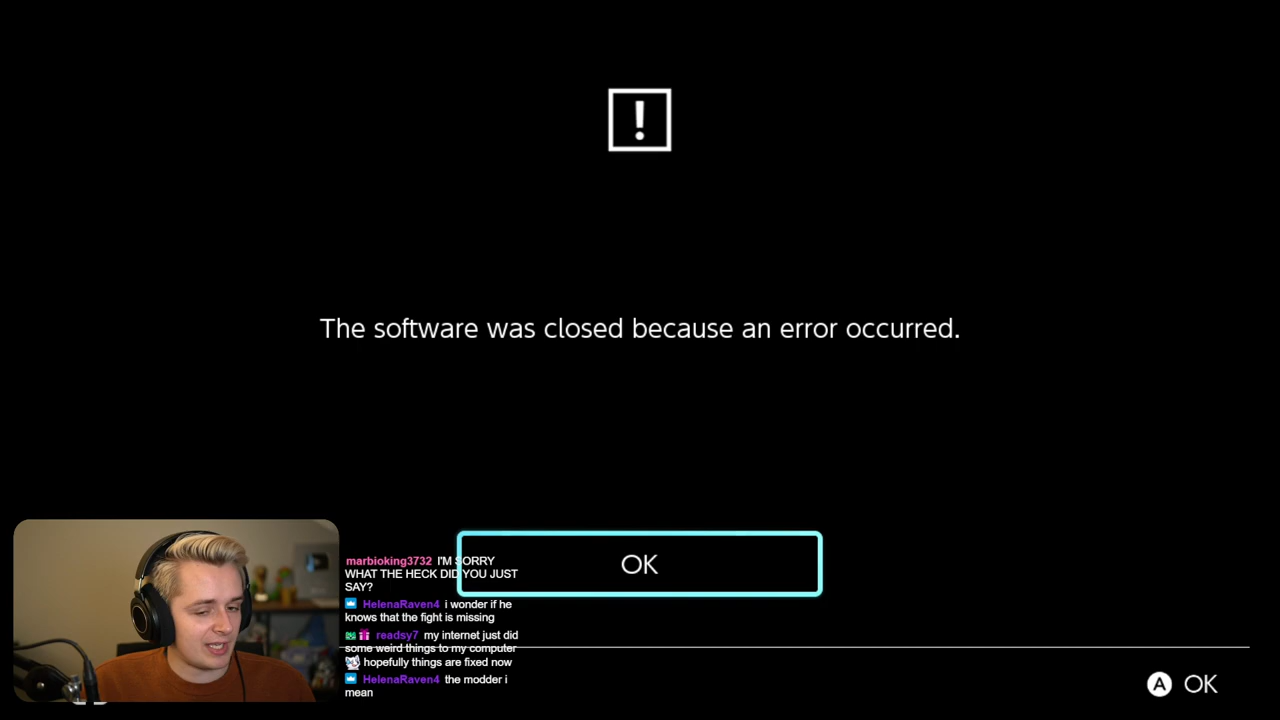 !
The software was closed because an error occurred.
OK
marbioking3732 I'M SORRY
WHAT THE HECK DID YOU JUST
SAY?
HelenaRaven4 i wonder if he
knows that the fight is missing
readsy7 my internet just did
some weird things to my computer
hopefully things are fixed now
HelenaRaven4 the modder i
mean
A OK